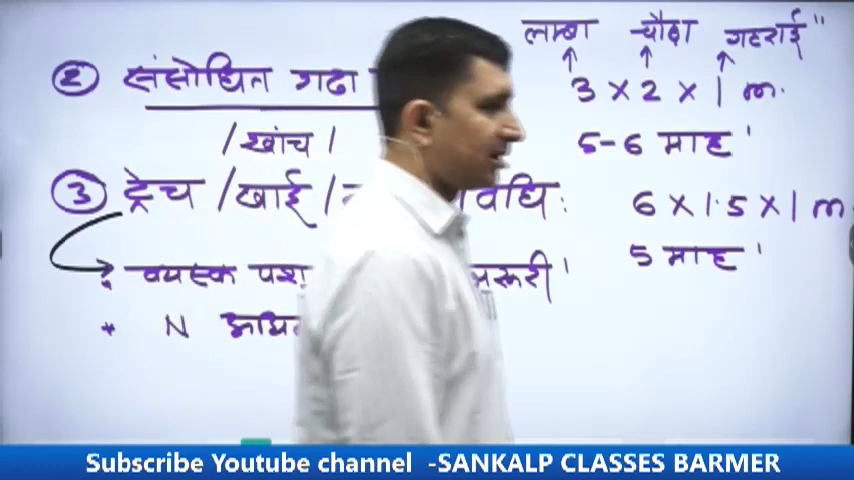 लम्बा चौड़ा गहराई"
② संसोधित गढा 3 × 2 × 1 m.
/खांच/ 5-6 माह'
③ ट्रेंच /खाई/ वधि: 6 × 1.5 × 1 m
वयस्क पशु जरूरी' 5 माह'
* N
Subscribe Youtube channel -SANKALP CLASSES BARMER